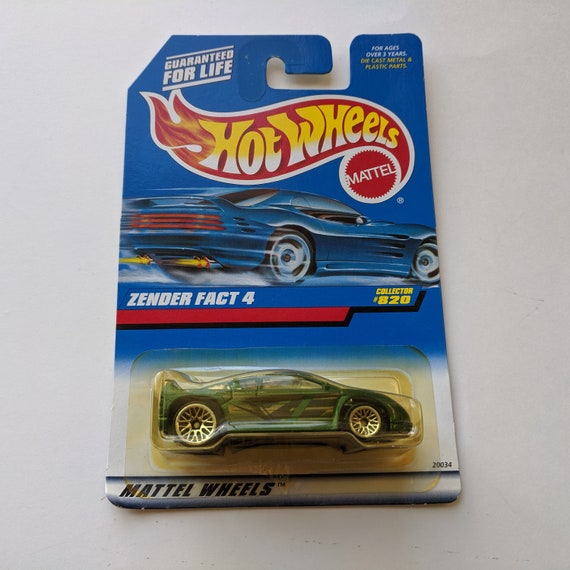 GUARANTEED
FOR LIFE
FOR AGES
OVER 3 YEARS.
DIE CAST METAL &
PLASTIC PARTS.
HOT WHEELS
MATTEL
®
ZENDER FACT 4
COLLECTOR
#820
20034
MATTEL WHEELS™